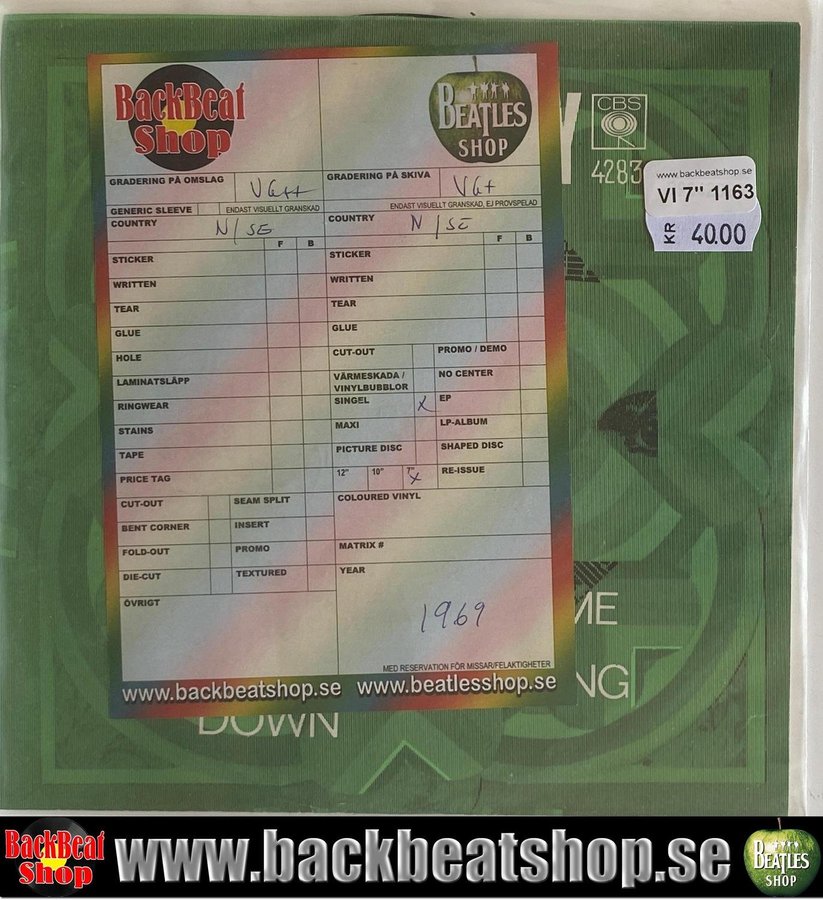 BackBeat
Shop
BEATLES
SHOP
Y
CBS
4283
www.backbeatshop.se
VI 7" 1163
KR 40.00
GRADERING PÅ OMSLAG VG++
GRADERING PÅ SKIVA VG+
GENERIC SLEEVE ENDAST VISUELLT GRANSKAD
ENDAST VISUELLT GRANSKAD, EJ PROVSPELAD
COUNTRY N/SE
COUNTRY N/SE
F B
F B
STICKER
STICKER
WRITTEN
WRITTEN
TEAR
TEAR
GLUE
GLUE
HOLE
CUT-OUT
PROMO / DEMO
LAMINATSLÄPP
VÄRMESKADA /
VINYLBUBBLOR
NO CENTER
RINGWEAR
SINGEL X
EP
STAINS
MAXI
LP-ALBUM
TAPE
PICTURE DISC
SHAPED DISC
PRICE TAG
12" 10" 7" X
RE-ISSUE
CUT-OUT
SEAM SPLIT
COLOURED VINYL
BENT CORNER
INSERT
FOLD-OUT
PROMO
MATRIX #
DIE-CUT
TEXTURED
YEAR
ÖVRIGT
1969
MED RESERVATION FÖR MISSAR/FELAKTIGHETER
www.backbeatshop.se www.beatlesshop.se
ME
NG
DOWN
BackBeat
Shop
www.backbeatshop.se
BEATLES
SHOP